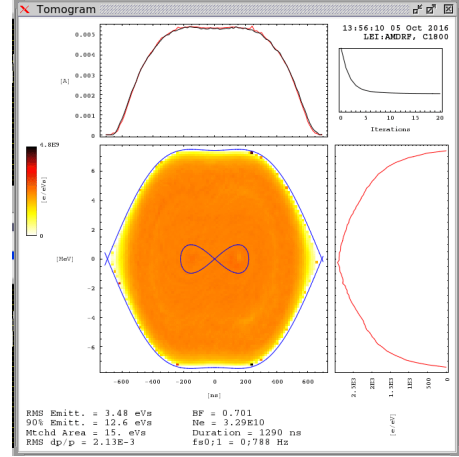 Tomogram
13:56:10 05 Oct 2016
LEI:AMDRF, C1800
0.005
0.004
0.003
0.002
0.001
0
[A]
0 5 10 15 20
Iterations
4.8E9
[e/eVs]
0
6
4
2
0
-2
-4
-6
[MeV]
-600 -400 -200 0 200 400 600
[ns]
2.5E3
2E3
1.5E3
1E3
500
0
[e/eV]
RMS Emitt. = 3.48 eVs BF = 0.701
90% Emitt. = 12.6 eVs Ne = 3.29E10
Mtchd Area = 15. eVs Duration = 1290 ns
RMS dp/p = 2.13E-3 fs0;1 = 0;788 Hz